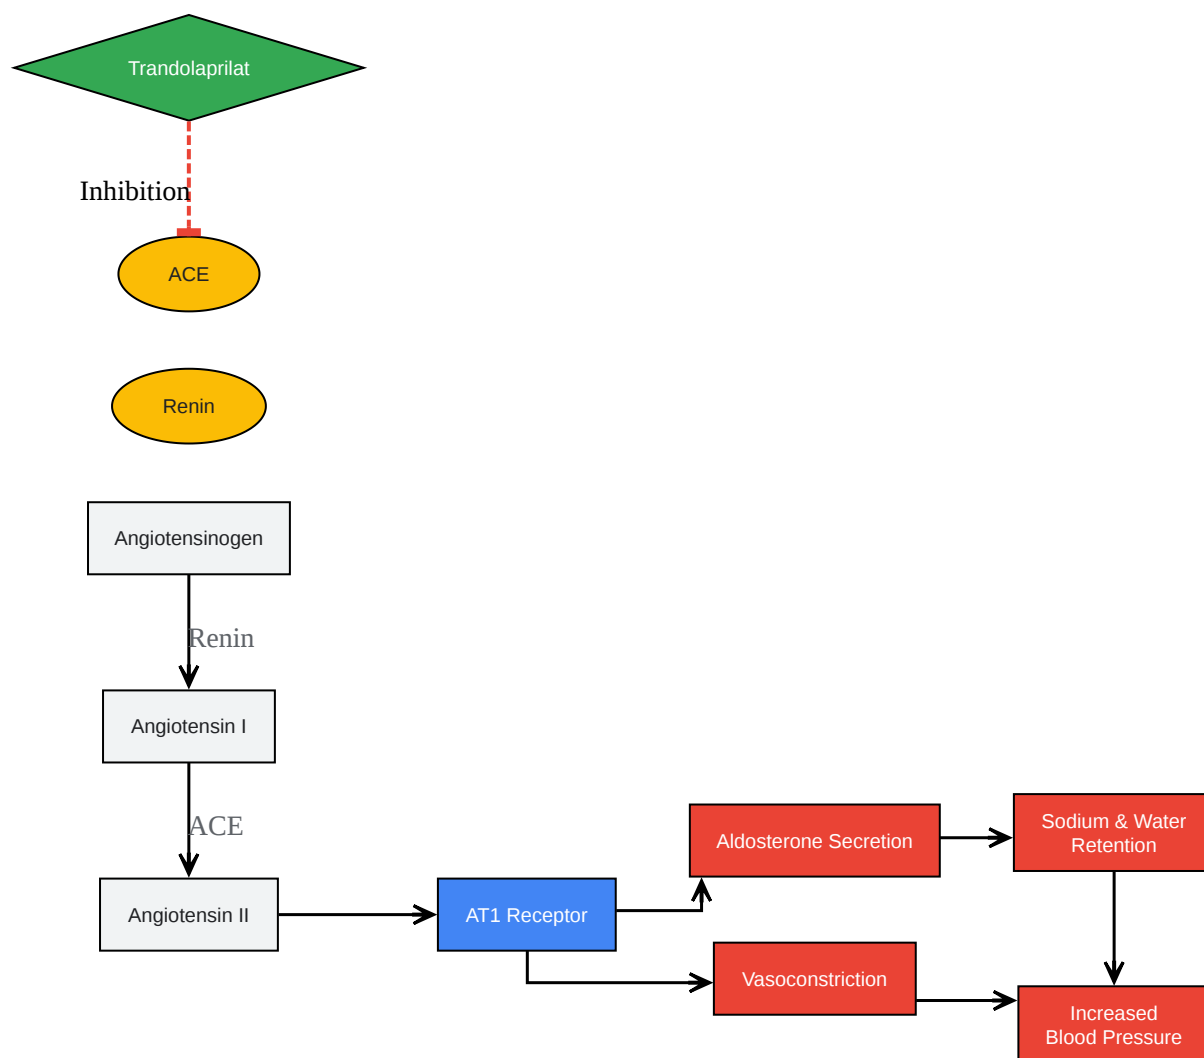 Trandolaprilat
Inhibition
ACE
Renin
Angiotensinogen
Renin
Angiotensin I
ACE
Angiotensin II
AT1 Receptor
Aldosterone Secretion
Sodium & Water
Retention
Vasoconstriction
Increased
Blood Pressure